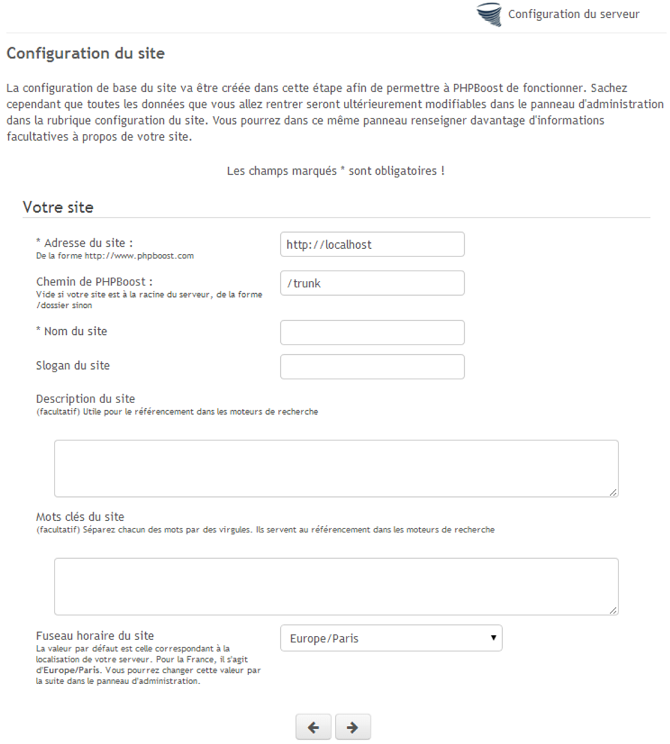 Configuration du serveur
Configuration du site
La configuration de base du site va être créée dans cette étape afin de permettre à PHPBoost de fonctionner. Sachez
cependant que toutes les données que vous allez rentrer seront ultérieurement modifiables dans le panneau d'administration
dans la rubrique configuration du site. Vous pourrez dans ce même panneau renseigner davantage d'informations
facultatives à propos de votre site.
Les champs marqués * sont obligatoires !
Votre site
* Adresse du site :
De la forme http://www.phpboost.com
http://localhost
Chemin de PHPBoost :
Vide si votre site est à la racine du serveur, de la forme
/dossier sinon
/trunk
* Nom du site
Slogan du site
Description du site
(facultatif) Utile pour le référencement dans les moteurs de recherche
Mots clés du site
(facultatif) Séparez chacun des mots par des virgules. Ils servent au référencement dans les moteurs de recherche
Fuseau horaire du site
La valeur par défaut est celle correspondant à la
localisation de votre serveur. Pour la France, il s'agit
d'Europe/Paris. Vous pourrez changer cette valeur par
la suite dans le panneau d'administration.
Europe/Paris